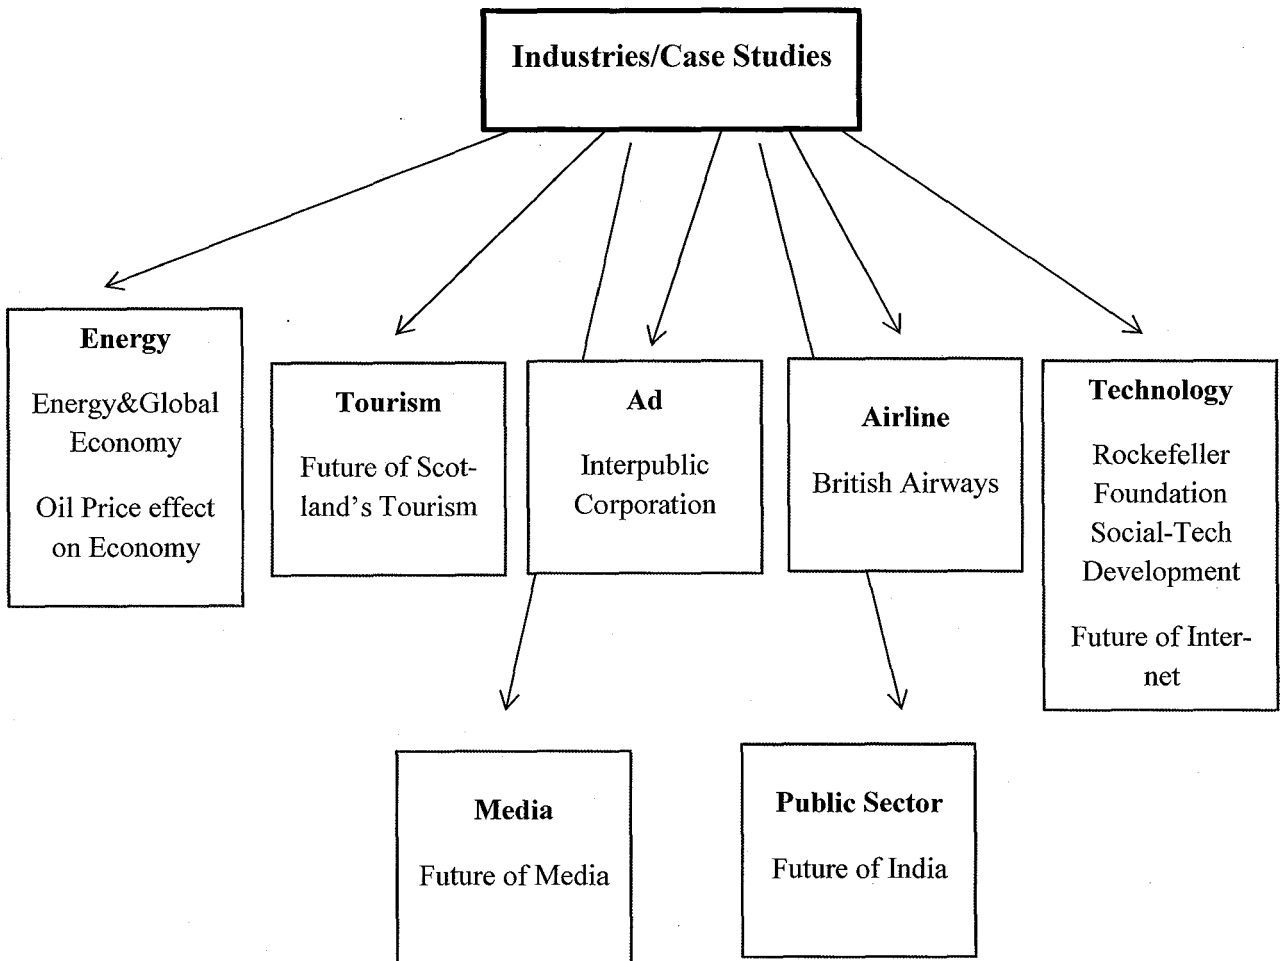 Industries/Case Studies
Energy
Energy&Global
Economy
Oil Price effect
on Economy
Tourism
Future of Scot-
land's Tourism
Ad
Interpublic
Corporation
Airline
British Airways
Technology
Rockefeller
Foundation
Social-Tech
Development
Future of Inter-
net
Media
Future of Media
Public Sector
Future of India